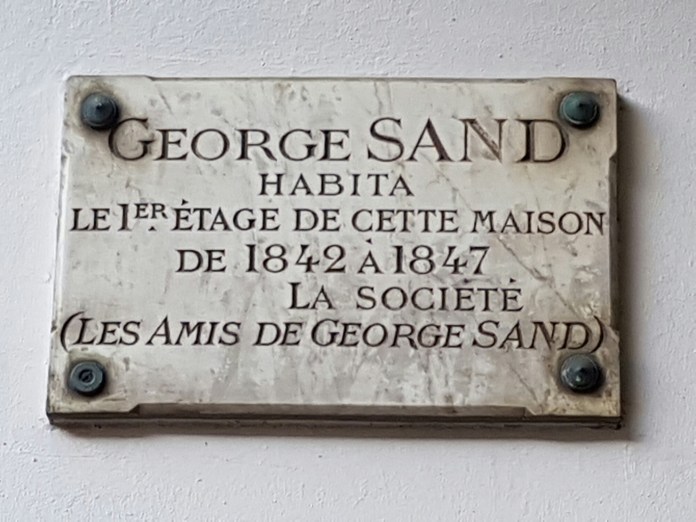 GEORGE SAND
HABITA
LE 1ER ÉTAGE DE CETTE MAISON
DE 1842 À 1847
LA SOCIÉTÉ
(LES AMIS DE GEORGE SAND)